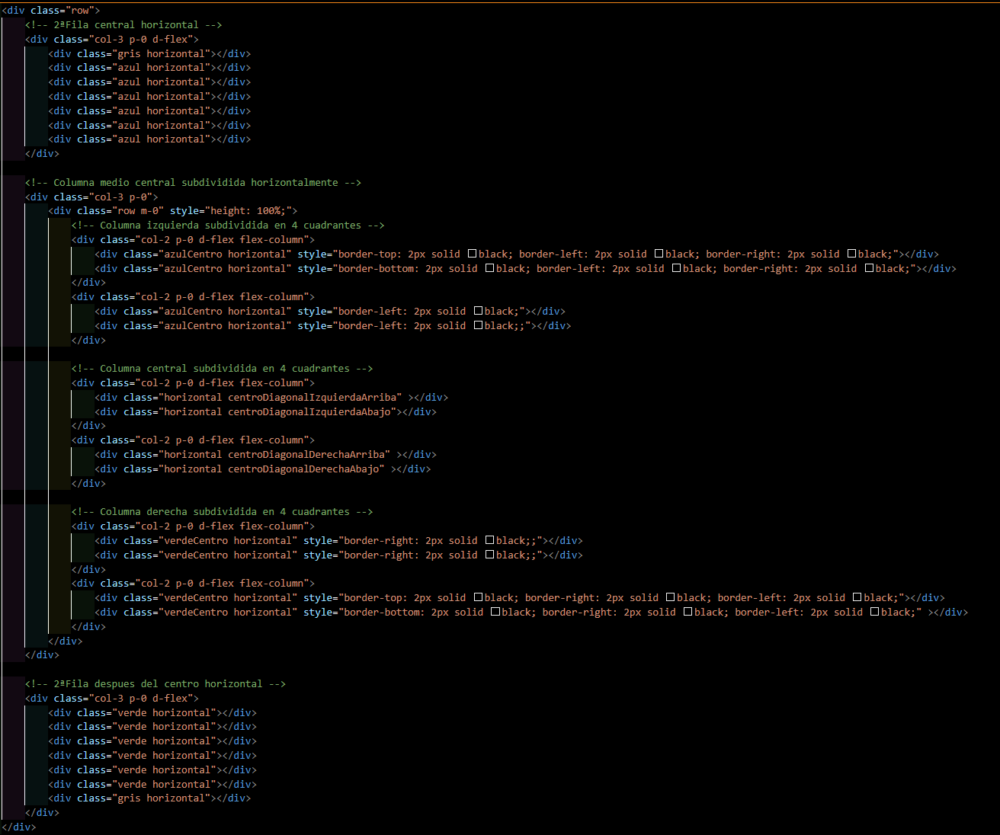 <div class="row">
<!-- 2ªFila central horizontal -->
<div class="col-3 p-0 d-flex">
<div class="gris horizontal"></div>
<div class="azul horizontal"></div>
<div class="azul horizontal"></div>
<div class="azul horizontal"></div>
<div class="azul horizontal"></div>
<div class="azul horizontal"></div>
<div class="azul horizontal"></div>
</div>
<!-- Columna medio central subdividida horizontalmente -->
<div class="col-3 p-0">
<div class="row m-0" style="height: 100%;">
<!-- Columna izquierda subdividida en 4 cuadrantes -->
<div class="col-2 p-0 d-flex flex-column">
<div class="azulCentro horizontal" style="border-top: 2px solid black; border-left: 2px solid black; border-right: 2px solid black;"></div>
<div class="azulCentro horizontal" style="border-bottom: 2px solid black; border-left: 2px solid black; border-right: 2px solid black;"></div>
</div>
<div class="col-2 p-0 d-flex flex-column">
<div class="azulCentro horizontal" style="border-left: 2px solid black;"></div>
<div class="azulCentro horizontal" style="border-left: 2px solid black;;"></div>
</div>
<!-- Columna central subdividida en 4 cuadrantes -->
<div class="col-2 p-0 d-flex flex-column">
<div class="horizontal centroDiagonalIzquierdaArriba" ></div>
<div class="horizontal centroDiagonalIzquierdaAbajo"></div>
</div>
<div class="col-2 p-0 d-flex flex-column">
<div class="horizontal centroDiagonalDerechaArriba" ></div>
<div class="horizontal centroDiagonalDerechaAbajo" ></div>
</div>
<!-- Columna derecha subdividida en 4 cuadrantes -->
<div class="col-2 p-0 d-flex flex-column">
<div class="verdeCentro horizontal" style="border-right: 2px solid black;;"></div>
<div class="verdeCentro horizontal" style="border-right: 2px solid black;;"></div>
</div>
<div class="col-2 p-0 d-flex flex-column">
<div class="verdeCentro horizontal" style="border-top: 2px solid black; border-right: 2px solid black; border-left: 2px solid black;"></div>
<div class="verdeCentro horizontal" style="border-bottom: 2px solid black; border-right: 2px solid black; border-left: 2px solid black;" ></div>
</div>
</div>
</div>
<!-- 2ªFila despues del centro horizontal -->
<div class="col-3 p-0 d-flex">
<div class="verde horizontal"></div>
<div class="verde horizontal"></div>
<div class="verde horizontal"></div>
<div class="verde horizontal"></div>
<div class="verde horizontal"></div>
<div class="verde horizontal"></div>
<div class="gris horizontal"></div>
</div>
</div>